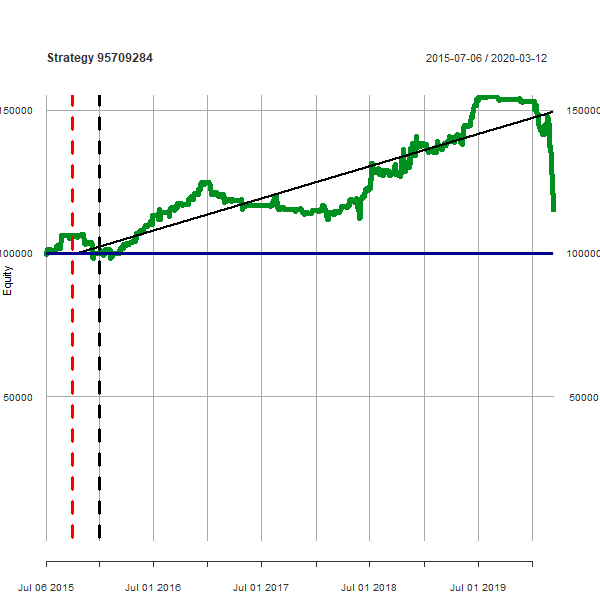 Strategy 95709284
2015-07-06 / 2020-03-12
150000
150000
100000
100000
Equity
50000
50000
Jul 06 2015
Jul 01 2016
Jul 01 2017
Jul 01 2018
Jul 01 2019